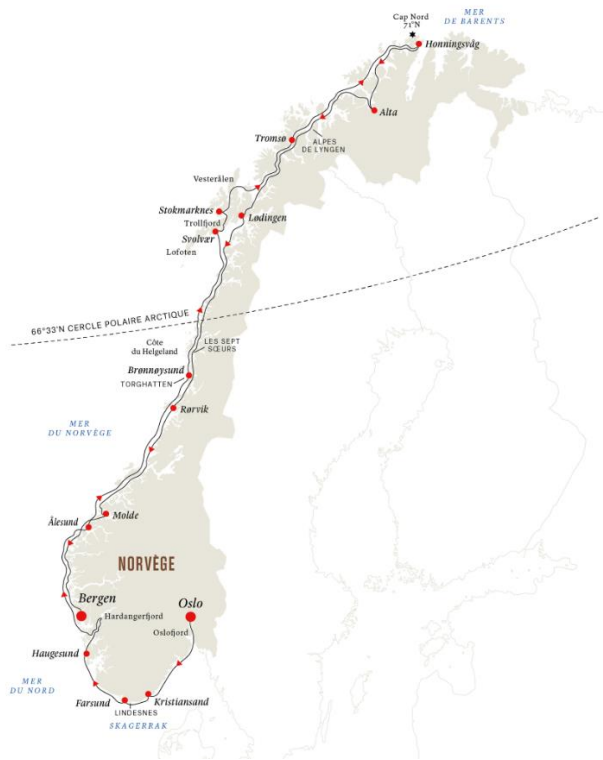 MER
DE BARENTS
Cap Nord
71°N
Honningsvåg
Alta
Tromsø
ALPES
DE LYNGEN
Vesterålen
Stokmarknes
Lødingen
Trollfjord
Svolvær
Lofoten
66°33'N CERCLE POLAIRE ARCTIQUE
Côte
du Helgeland
LES SEPT
SŒURS
Brønnøysund
TORGHATTEN
Rørvik
MER
DU NORVÈGE
Molde
Ålesund
NORVÈGE
Bergen
Oslo
Hardangerfjord
Oslofjord
Haugesund
MER
DU NORD
Farsund
Kristiansand
LINDESNES
SKAGERRAK